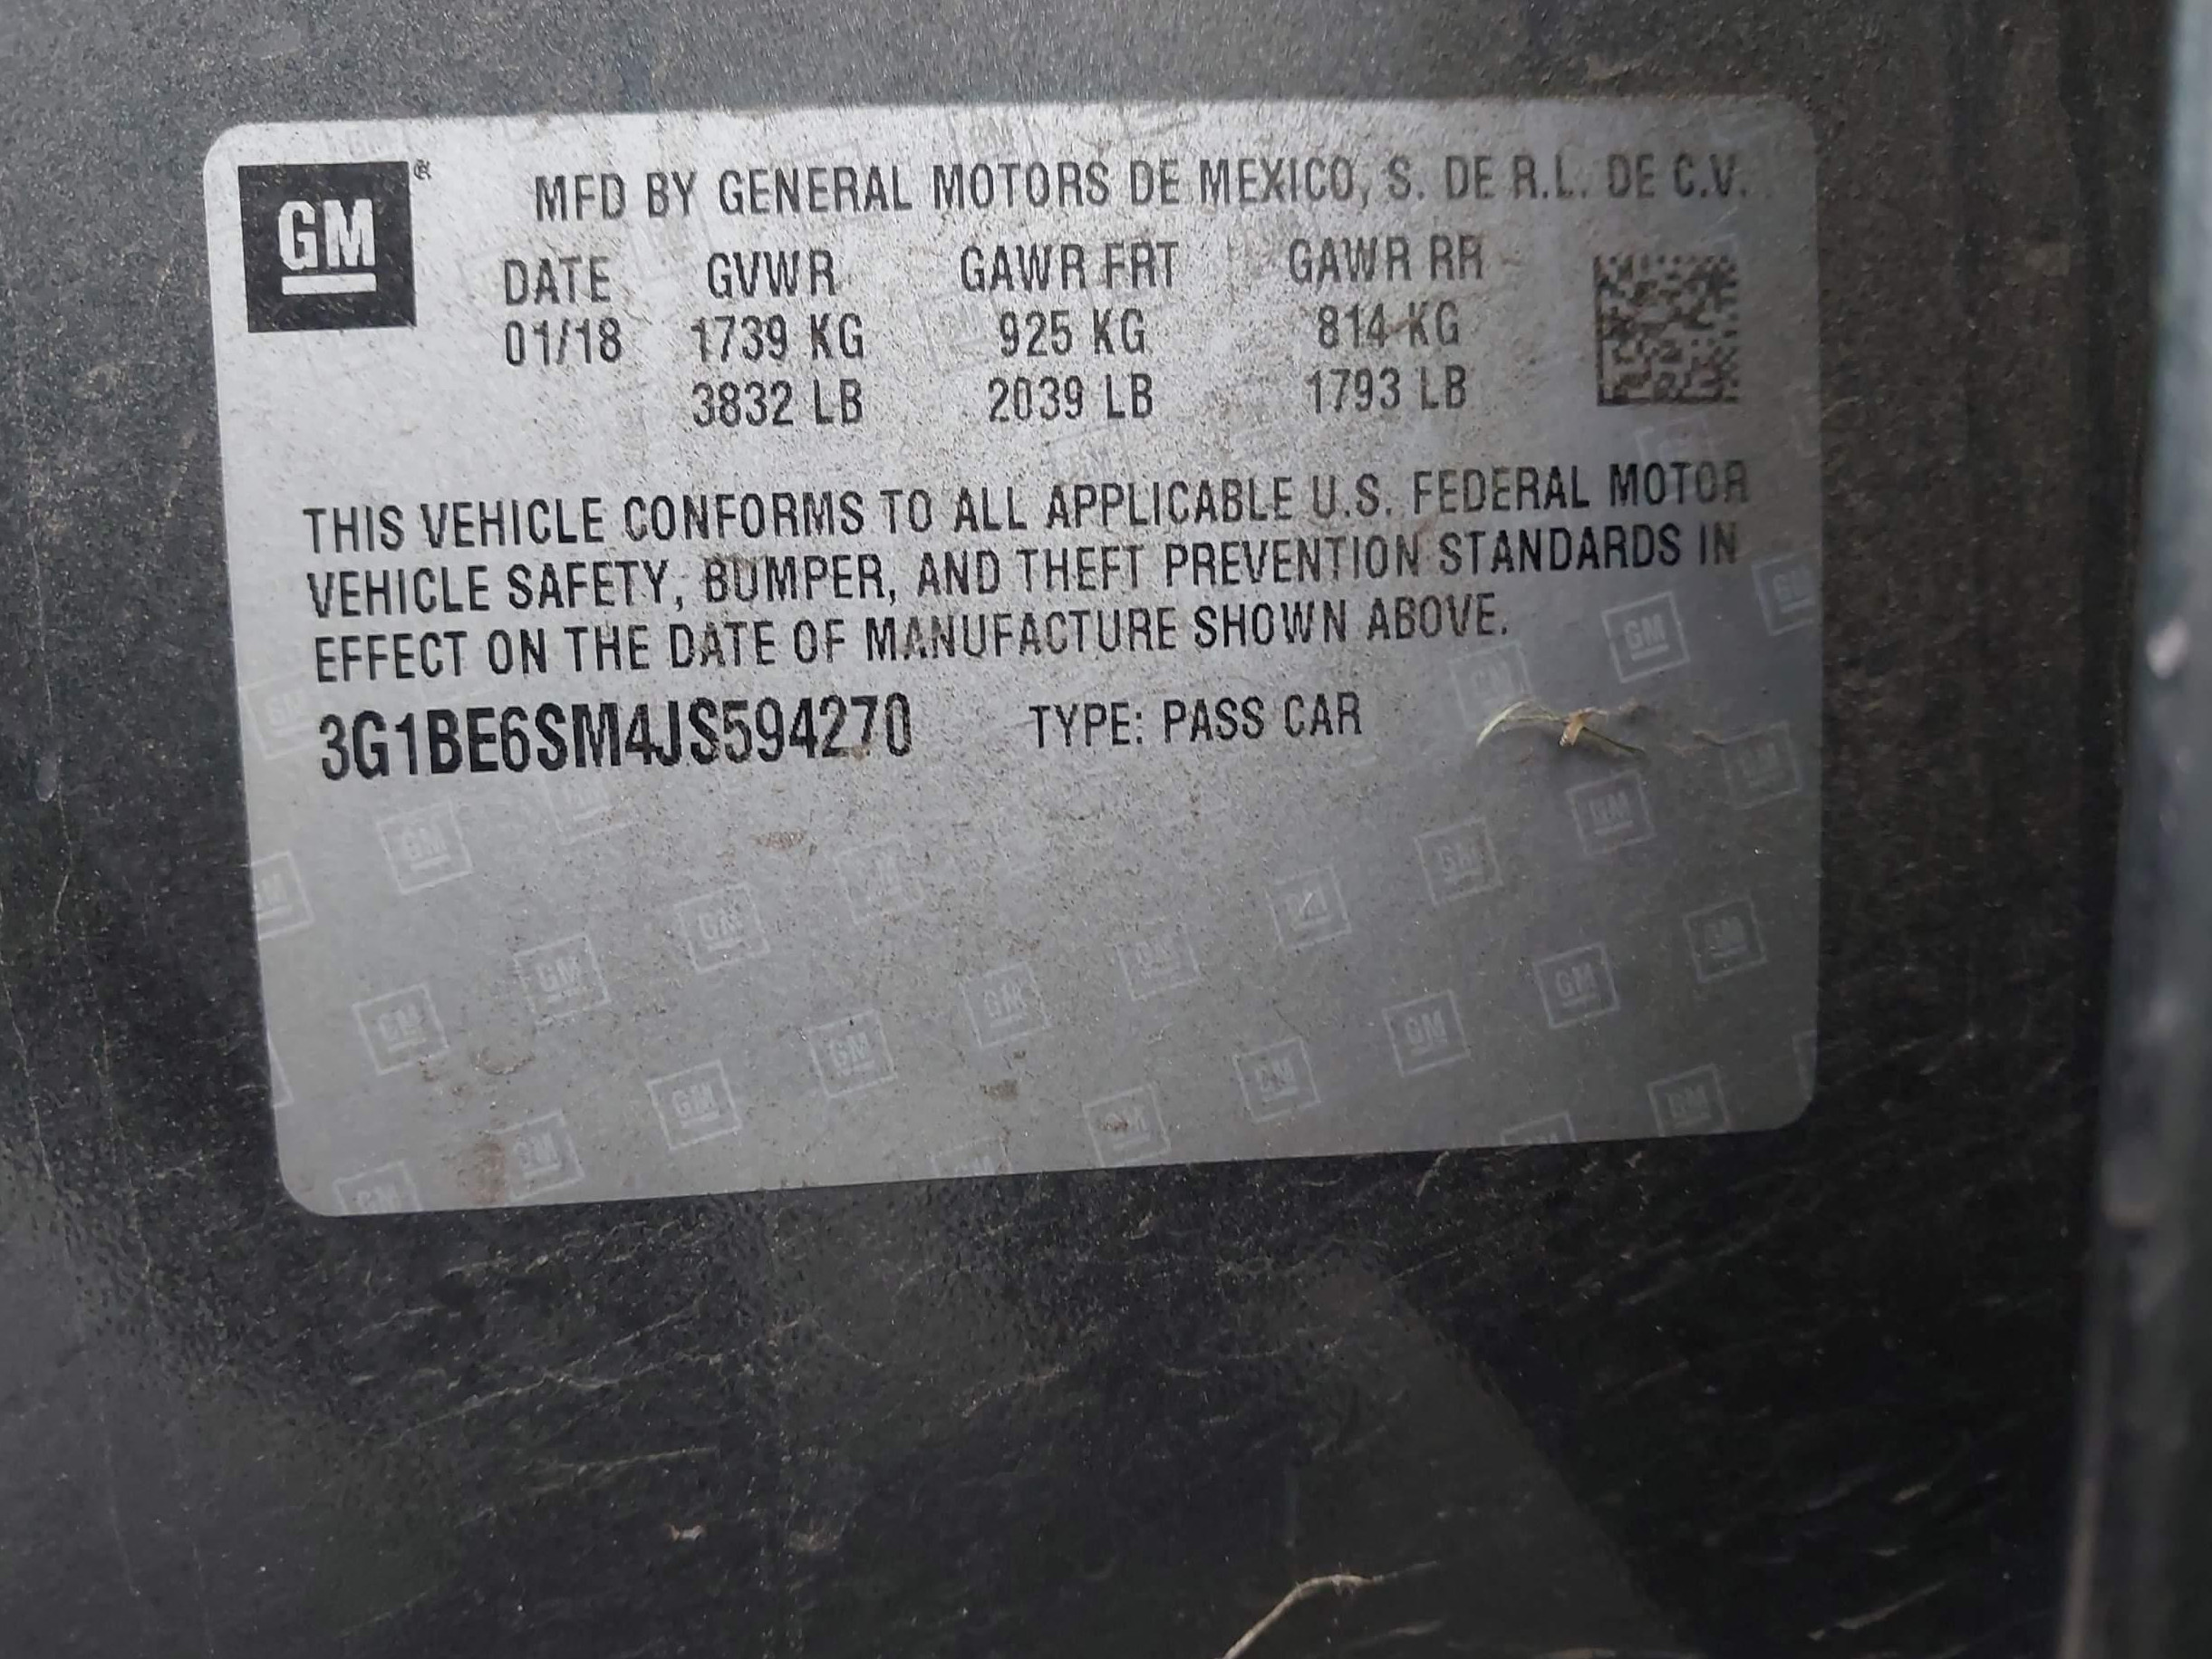 GM ®
MFD BY GENERAL MOTORS DE MEXICO, S. DE R.L. DE C.V.
DATE GVWR GAWR FRT GAWR RR
01/18 1739 KG 925 KG 814 KG
3832 LB 2039 LB 1793 LB
THIS VEHICLE CONFORMS TO ALL APPLICABLE U.S. FEDERAL MOTOR
VEHICLE SAFETY, BUMPER, AND THEFT PREVENTION STANDARDS IN
EFFECT ON THE DATE OF MANUFACTURE SHOWN ABOVE.
3G1BE6SM4JS594270 TYPE: PASS CAR